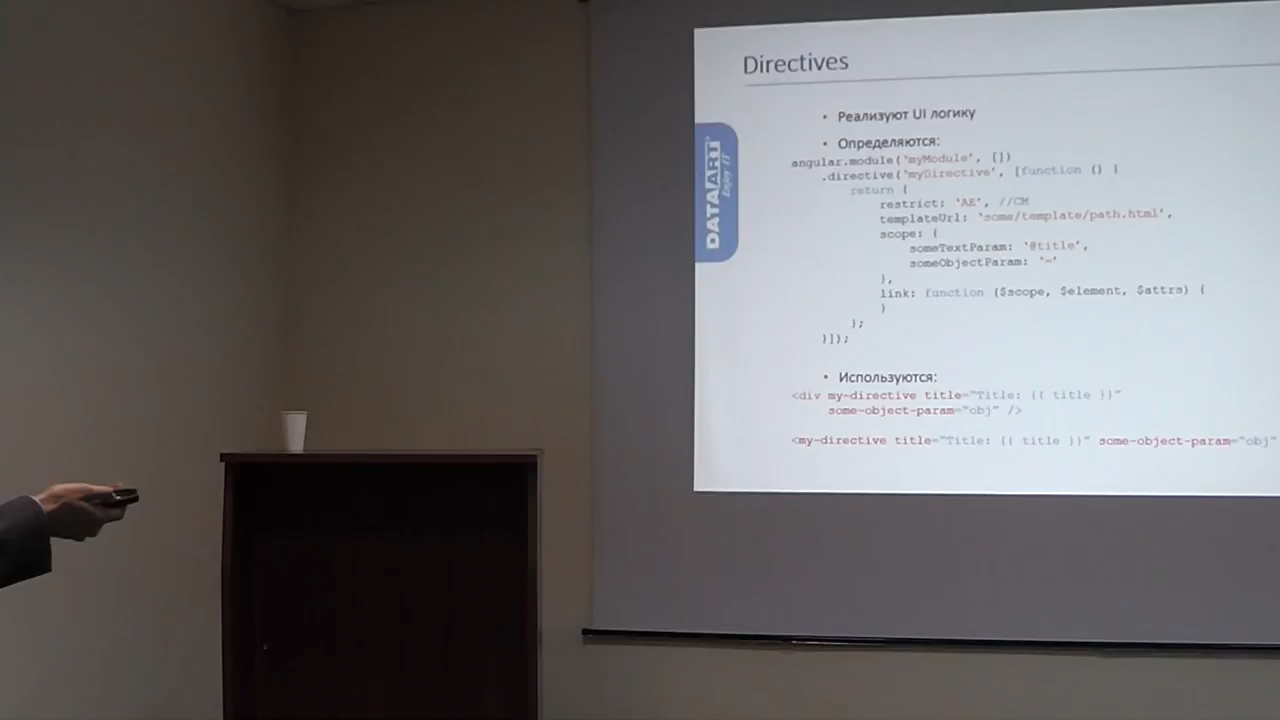 Directives
• Реализуют UI логику
• Определяются:
angular.module('myModule', [])
.directive('myDirective', [function () {
return {
restrict: 'AE', //CM
templateUrl: 'some/template/path.html',
scope: {
someTextParam: '@title',
someObjectParam: '='
},
link: function ($scope, $element, $attrs) {
}
};
}]);
• Используются:
<div my-directive title="Title: {{ title }}"
some-object-param="obj" />
<my-directive title="Title: {{ title }}" some-object-param="obj"
DATAART
Enjoy IT